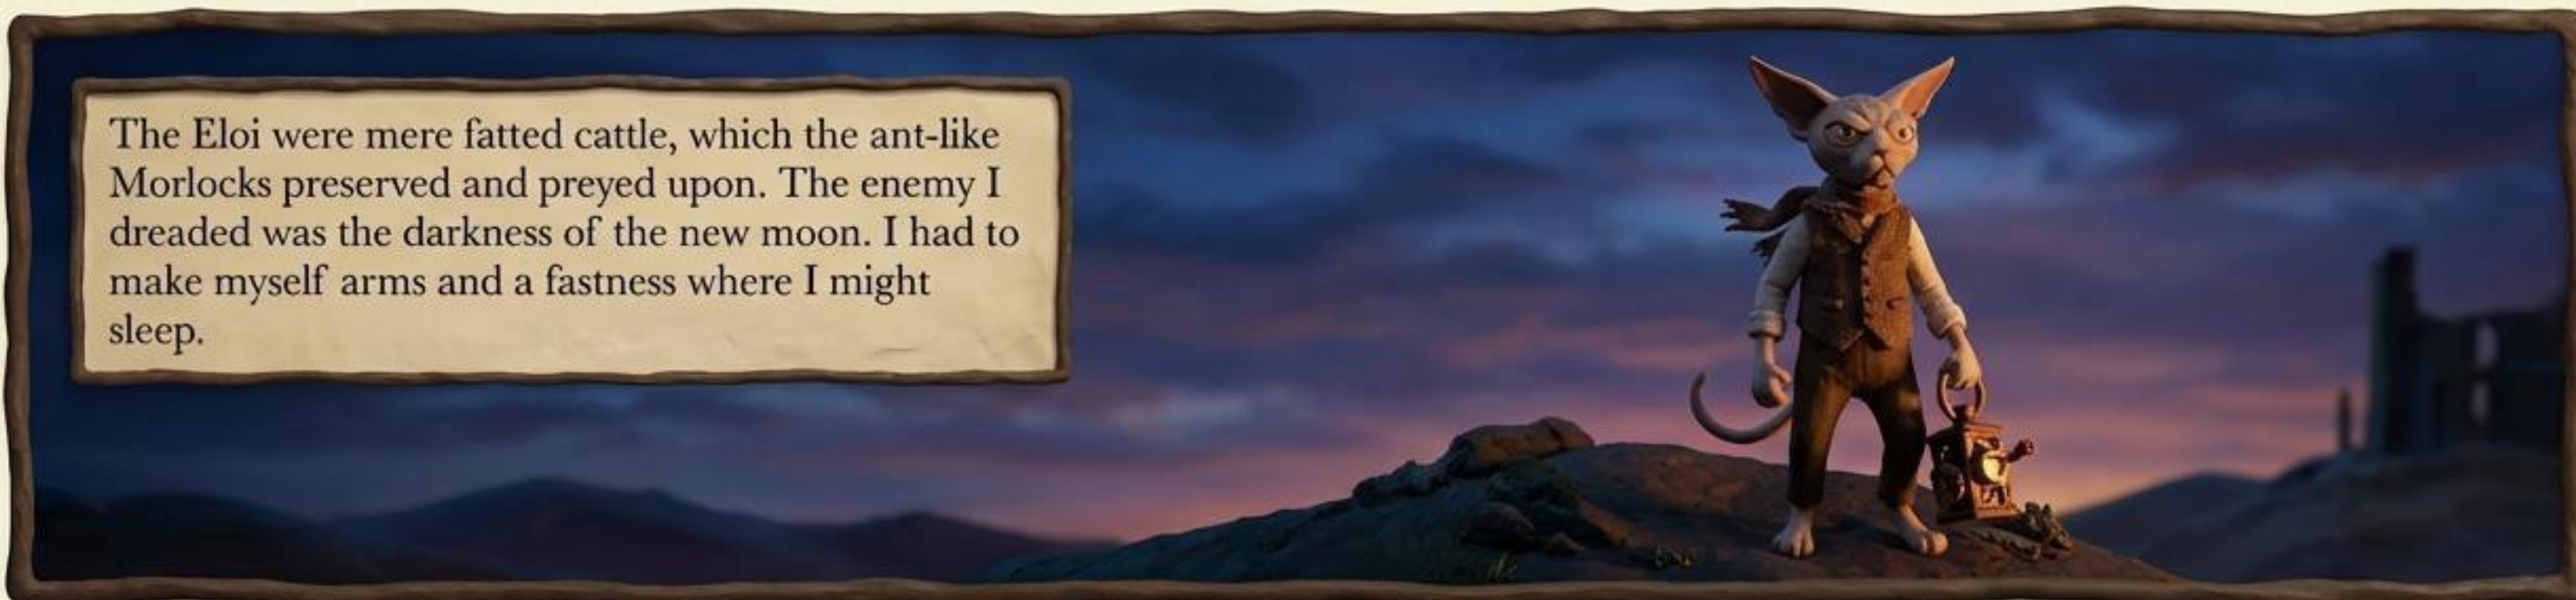 The Eloi were mere fatted cattle, which the ant-like
Morlocks preserved and preyed upon. The enemy I
dreaded was the darkness of the new moon. I had to
make myself arms and a fastness where I might
sleep.